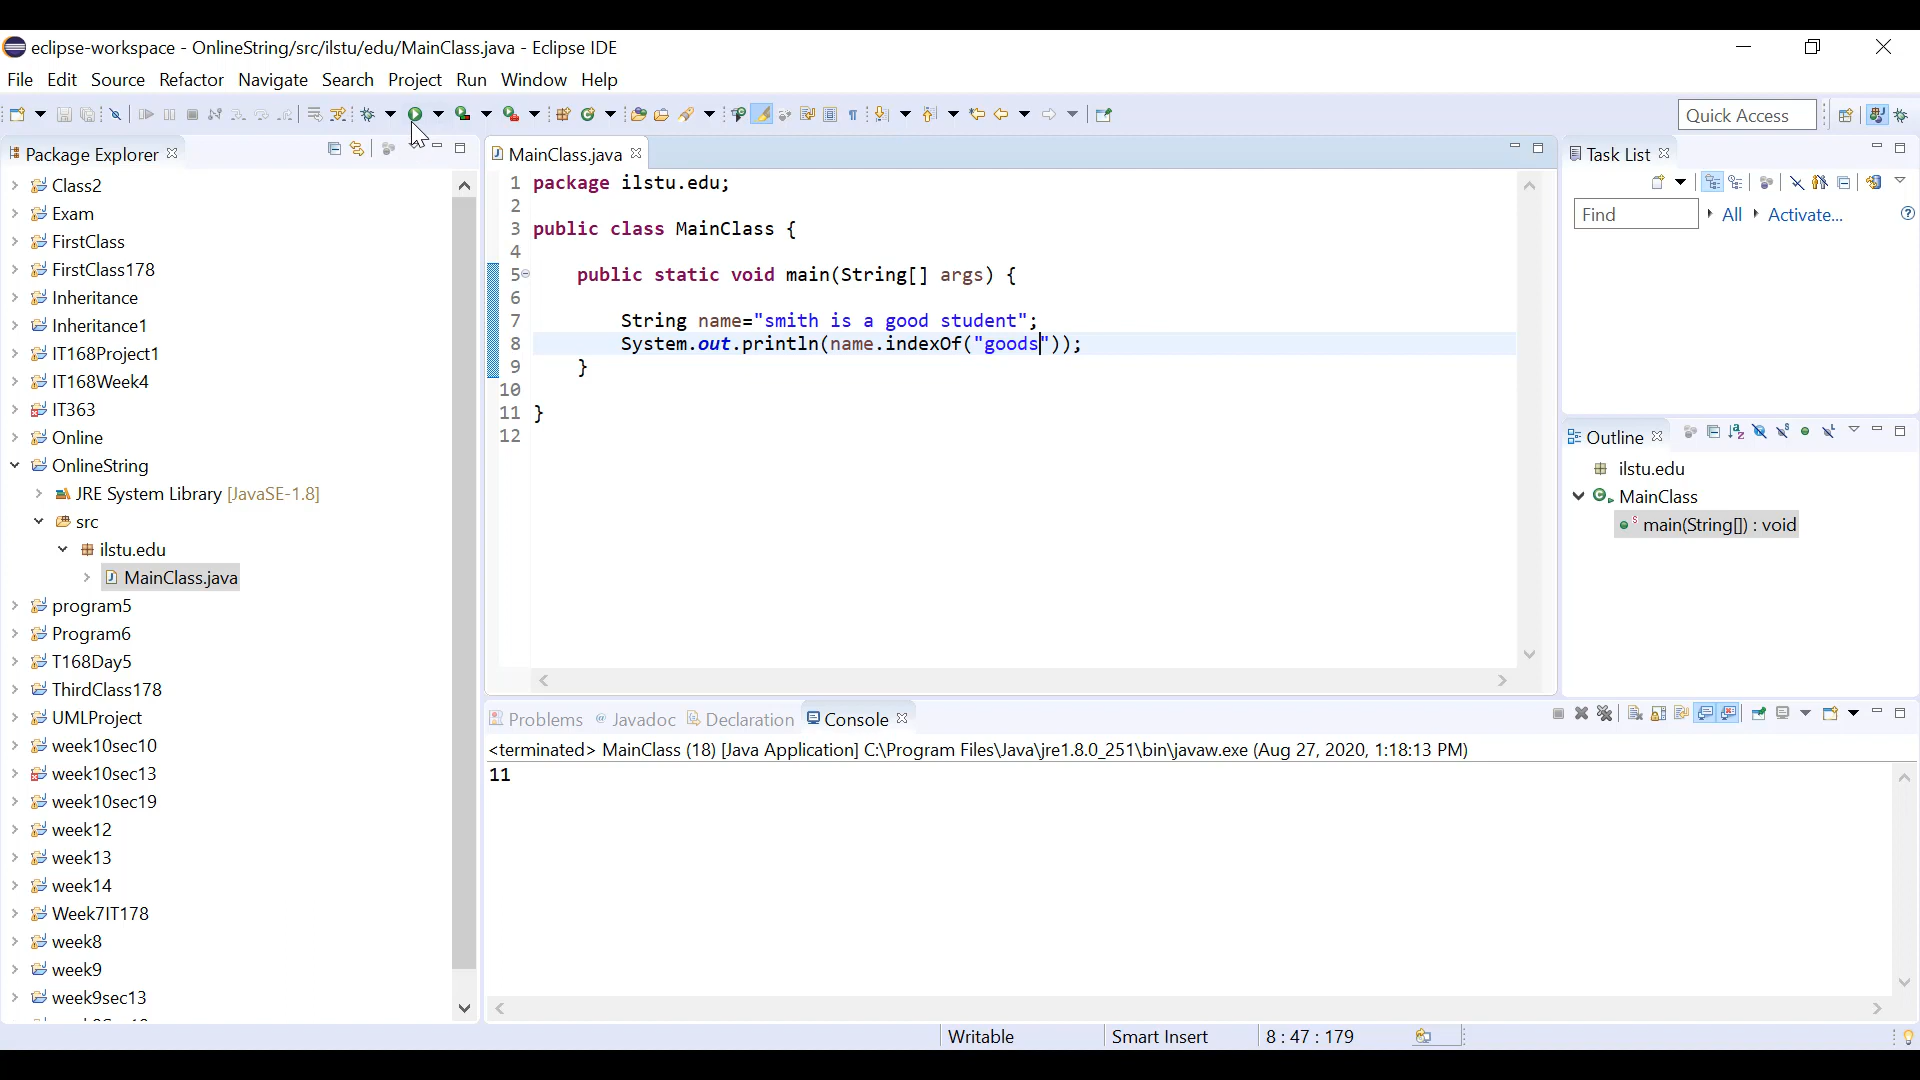 eclipse-workspace - OnlineString/src/ilstu/edu/MainClass.java - Eclipse IDE
File Edit Source Refactor Navigate Search Project Run Window Help
Quick Access
Package Explorer
Class2
Exam
FirstClass
FirstClass178
Inheritance
Inheritance1
IT168Project1
IT168Week4
IT363
Online
OnlineString
JRE System Library [JavaSE-1.8]
src
ilstu.edu
MainClass.java
program5
Program6
T168Day5
ThirdClass178
UMLProject
week10sec10
week10sec13
week10sec19
week12
week13
week14
Week7IT178
week8
week9
week9sec13
MainClass.java
1 package ilstu.edu;
2
3 public class MainClass {
4
5 public static void main(String[] args) {
6
7 String name="smith is a good student";
8 System.out.println(name.indexOf("goods"));
9 }
10
11 }
12
Problems Javadoc Declaration Console
<terminated> MainClass (18) [Java Application] C:\Program Files\Java\jre1.8.0_251\bin\javaw.exe (Aug 27, 2020, 1:18:13 PM)
11
Task List
Find All Activate...
Outline
ilstu.edu
MainClass
main(String[]) : void
Writable Smart Insert 8 : 47 : 179